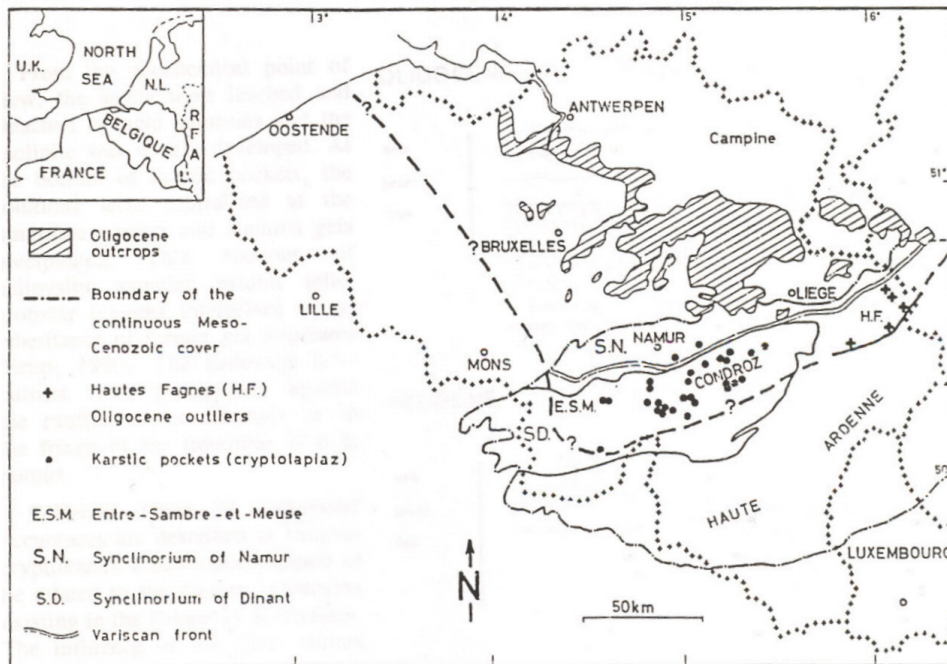 3°
4°
5°
6°
U.K.
NORTH
SEA
N.L.
BELGIQUE
R
F
A
L.
FRANCE
OOSTENDE
ANTWERPEN
Campine
51°
?
?
BRUXELLES
LILLE
LIEGE
H.F.
MONS
S.N.
NAMUR
CONDROZ
E.S.M.
S.D.
?
?
ARDENNE
HAUTE
50
LUXEMBOURG
Oligocene
outcrops
Boundary of the
continuous Meso-
Cenozoic cover
Hautes Fagnes (H.F.)
Oligocene outliers
Karstic pockets (cryptolapiaz)
E.S.M. Entre-Sambre-et-Meuse
S.N. Synclinorium of Namur
S.D. Synclinorium of Dinant
Variscan front
N
50km